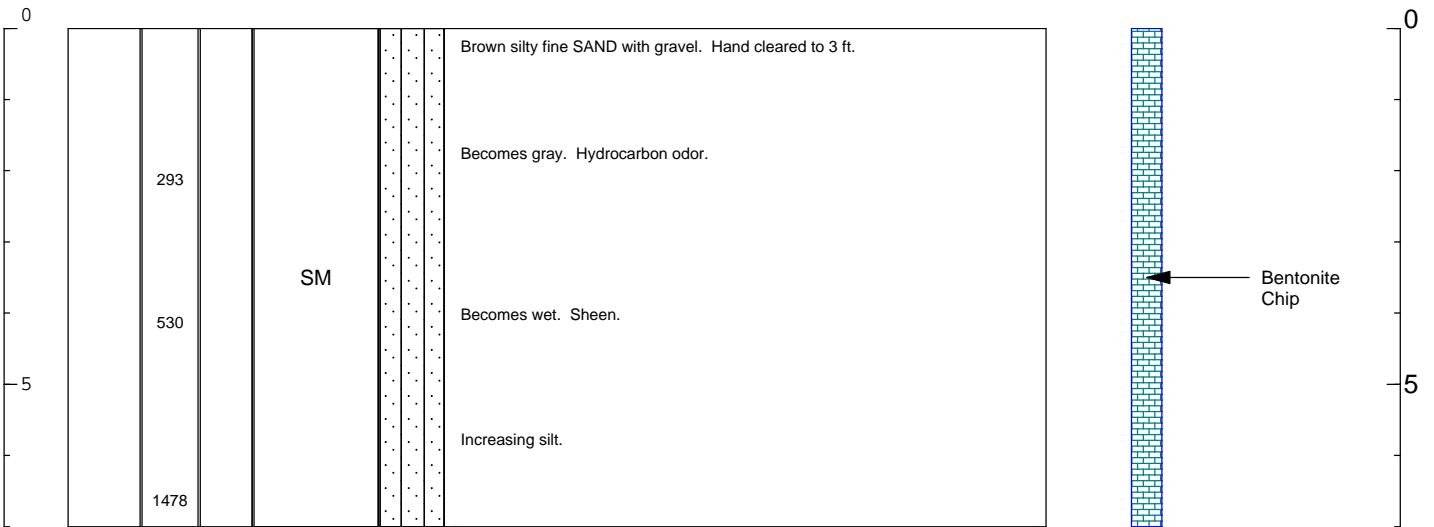 0
0
Brown silty fine SAND with gravel.  Hand cleared to 3 ft.
Becomes gray.  Hydrocarbon odor.
293
SM
Bentonite
Chip
Becomes wet.  Sheen.
530
5
5
Increasing silt.
1478